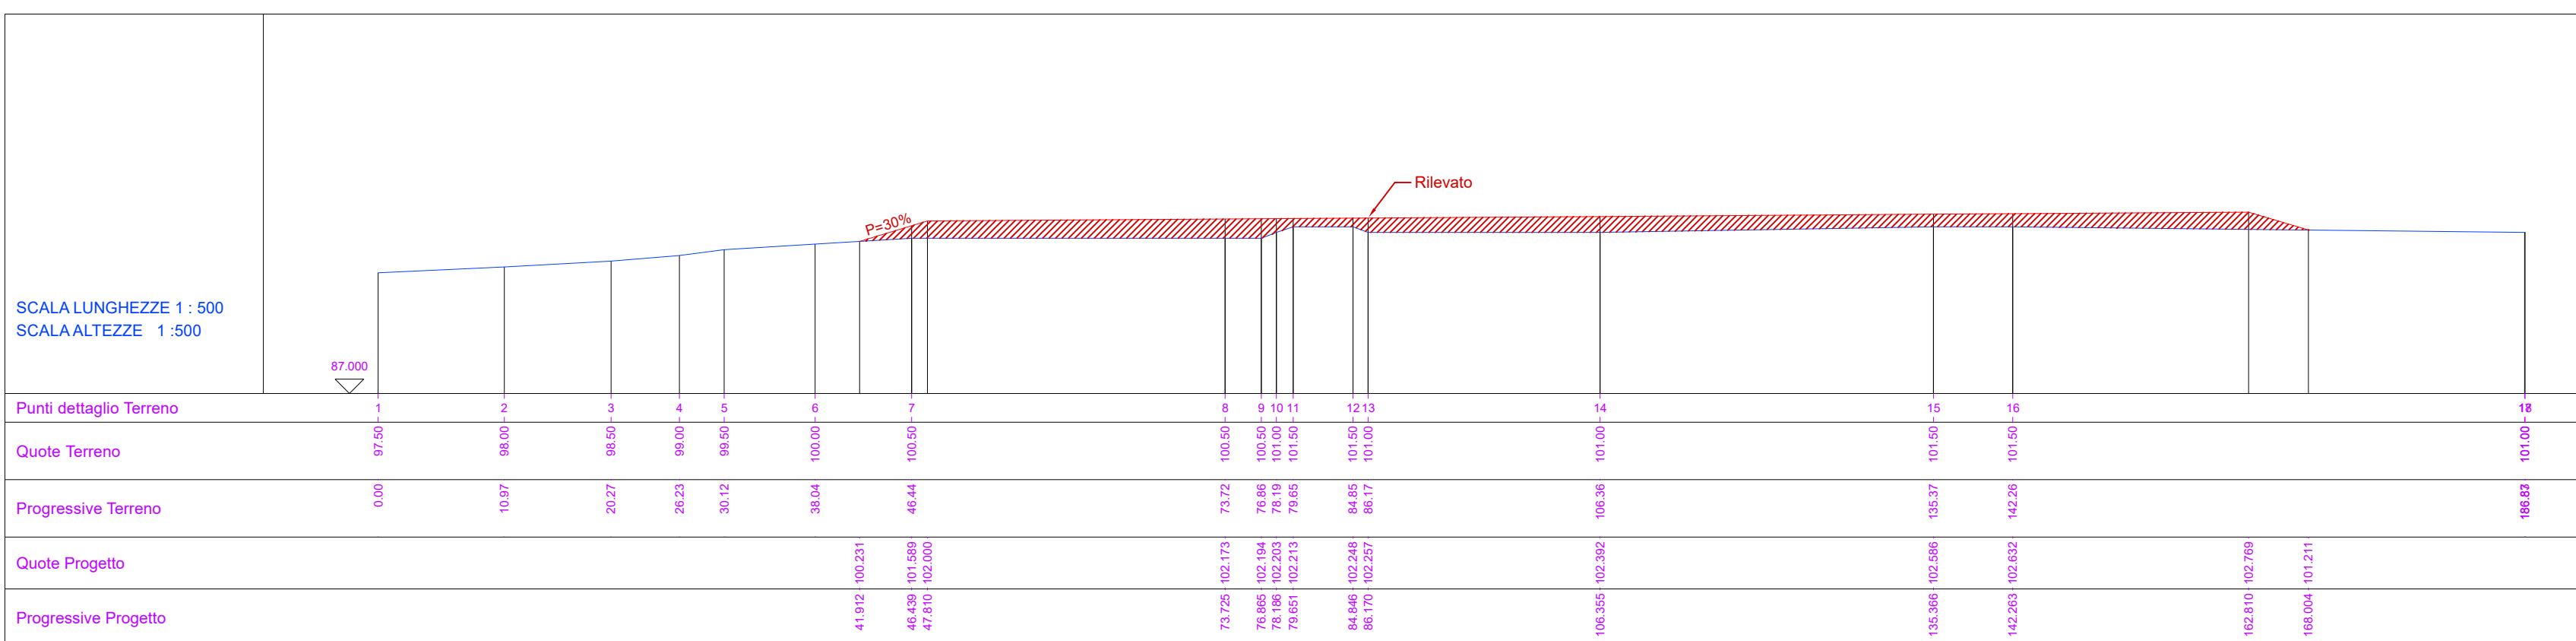 Rilevato
P=30%
SCALA LUNGHEZZE 1 : 500
SCALA ALTEZZE 1 :500
87.000
Punti dettaglio Terreno 1 2 3 4 5 6 7 8 9 10 11 12 13 14 15 16
Quote Terreno 97.50 98.00 98.50 99.00 99.50 100.00 100.50 100.50 100.50 101.00 101.50 101.50 101.00 101.00 101.50 101.50 101.00
Progressive Terreno 0.00 10.97 20.27 26.23 30.12 38.04 46.44 73.72 76.86 78.19 79.65 84.85 86.17 106.36 135.37 142.26
Quote Progetto 100.231 101.589 102.000 102.173 102.194 102.203 102.213 102.248 102.257 102.392 102.586 102.632 102.769 101.211
Progressive Progetto 41.912 46.439 47.810 73.725 76.865 78.186 79.651 84.846 86.170 106.355 135.366 142.263 162.810 168.004